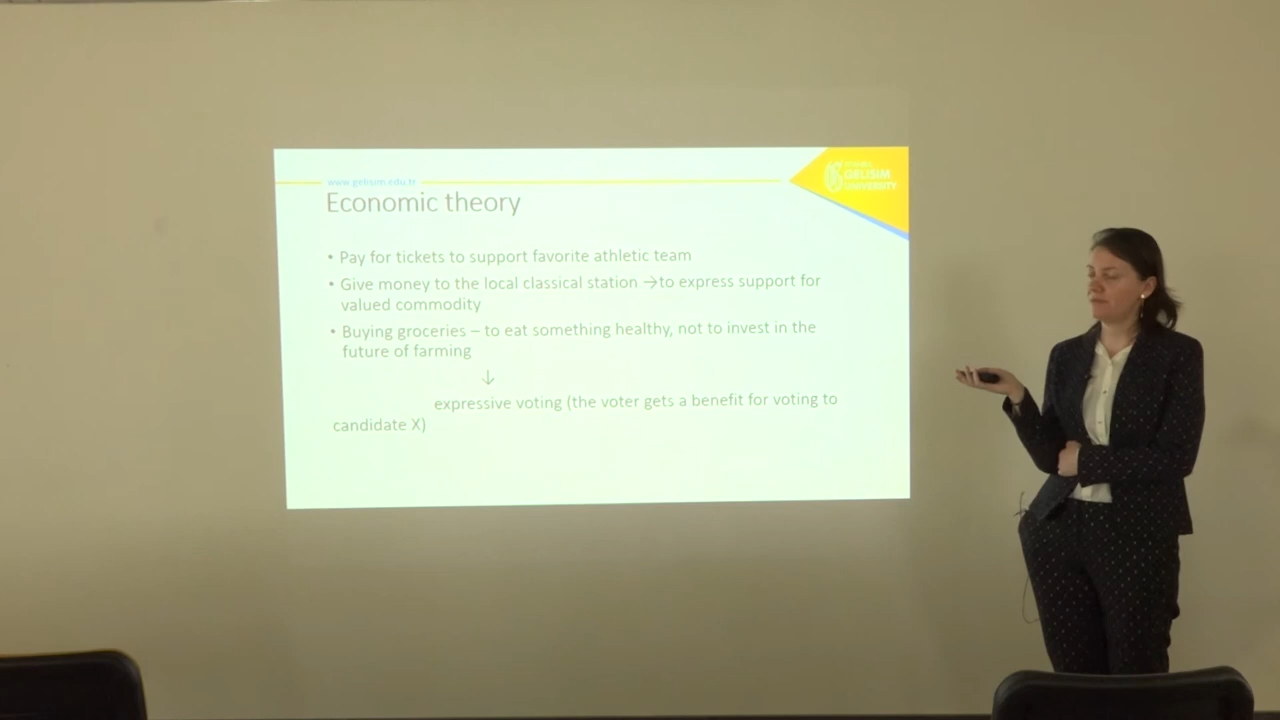 www.gelisim.edu.tr
ISTANBUL
GELISIM
UNIVERSITY
Economic theory
• Pay for tickets to support favorite athletic team
• Give money to the local classical station →to express support for
valued commodity
• Buying groceries – to eat something healthy, not to invest in the
future of farming
↓
expressive voting (the voter gets a benefit for voting to
candidate X)